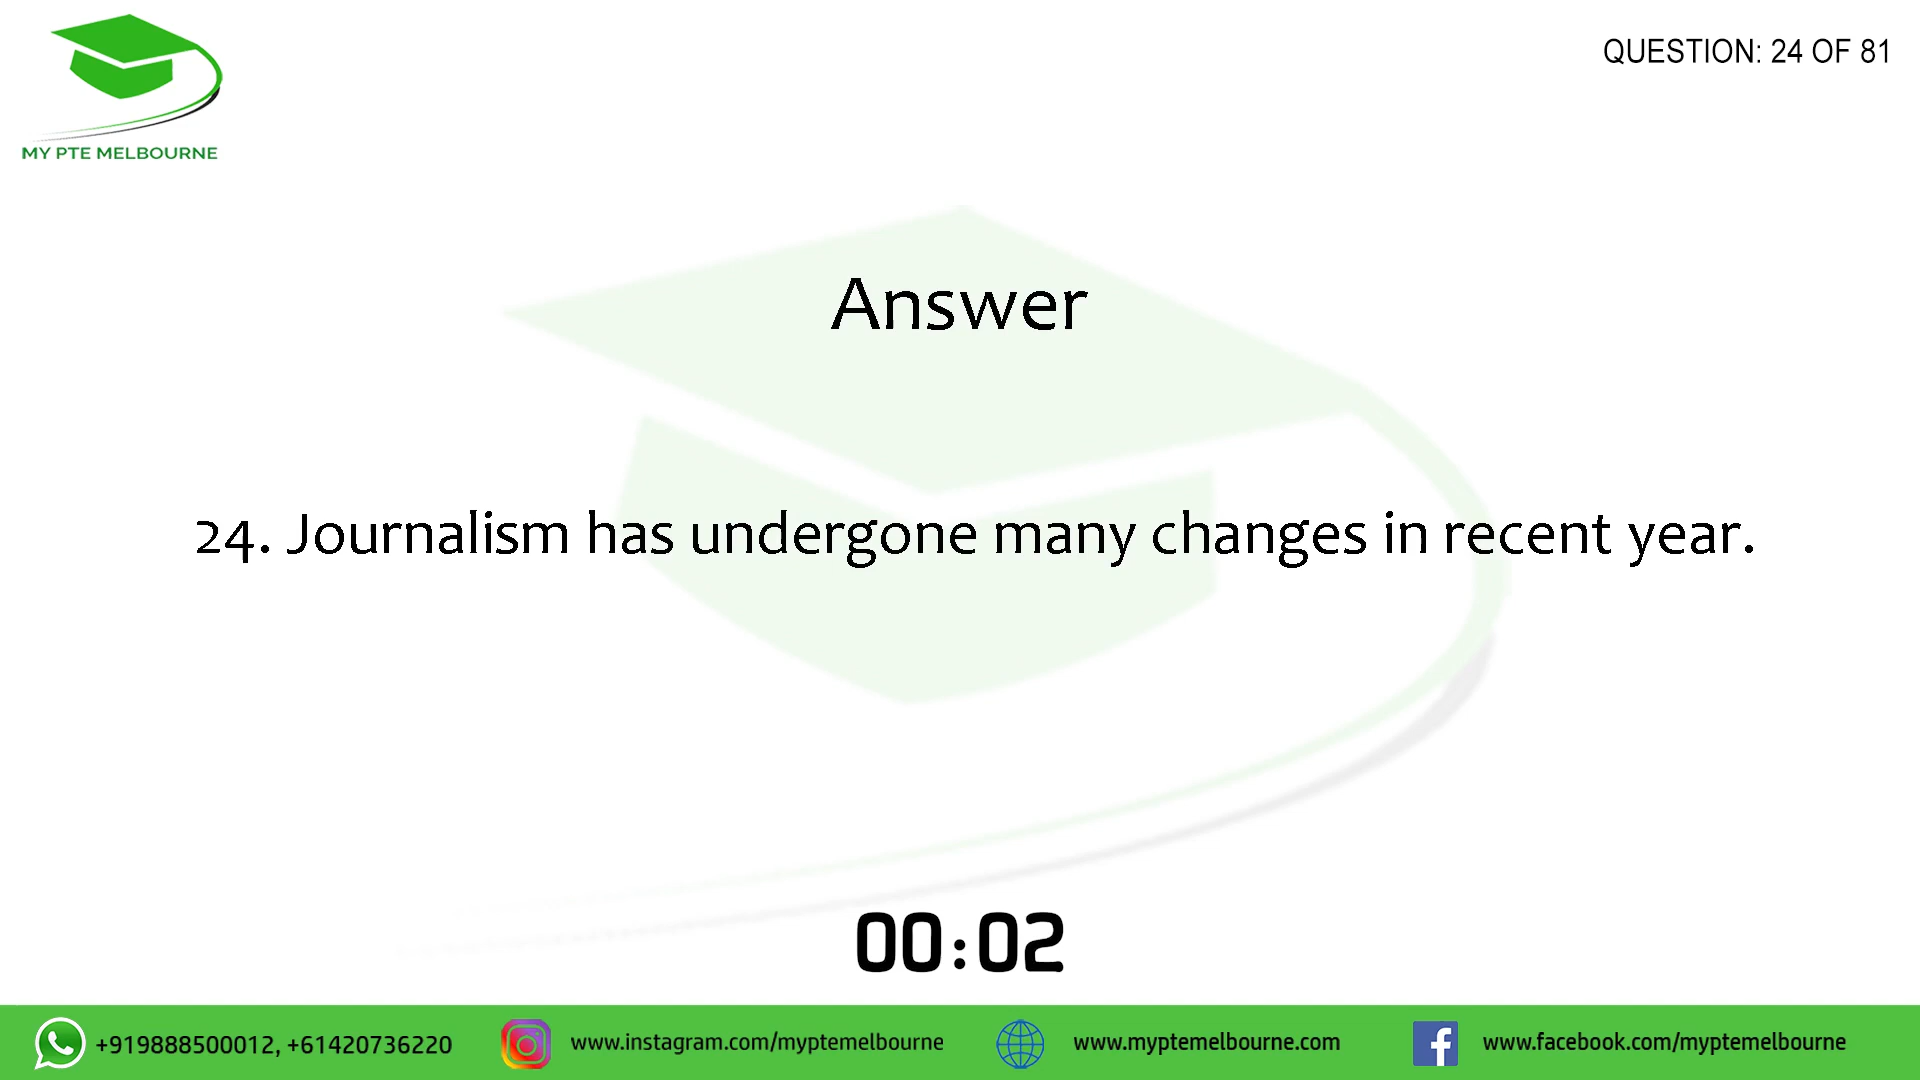 QUESTION: 24 OF 81
MY PTE MELBOURNE
Answer
24. Journalism has undergone many changes in recent year.
00:02
+919888500012, +61420736220 www.instagram.com/myptemelbourne www.myptemelbourne.com www.facebook.com/myptemelbourne